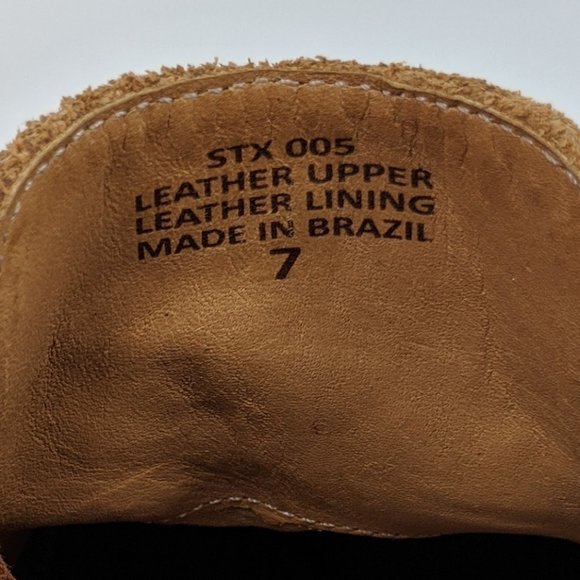 STX 005
LEATHER UPPER
LEATHER LINING
MADE IN BRAZIL
7